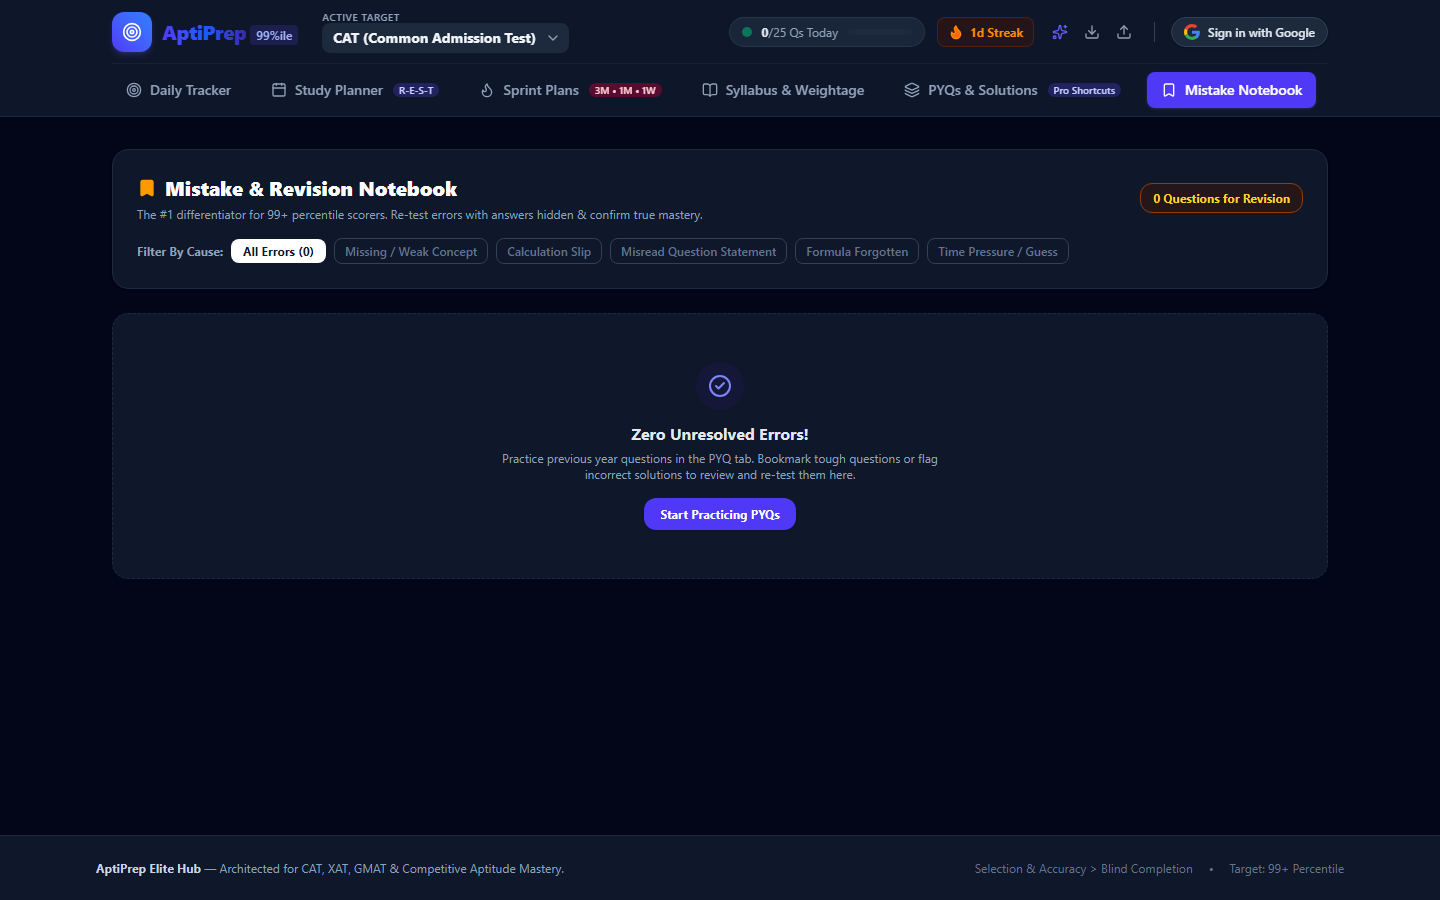 AptiPrep 99%ile
ACTIVE TARGET
CAT (Common Admission Test)
0/25 Qs Today
1d Streak
Sign in with Google
Daily Tracker
Study Planner R-E-S-T
Sprint Plans 3M • 1M • 1W
Syllabus & Weightage
PYQs & Solutions Pro Shortcuts
Mistake Notebook
Mistake & Revision Notebook
The #1 differentiator for 99+ percentile scorers. Re-test errors with answers hidden & confirm true mastery.
0 Questions for Revision
Filter By Cause: All Errors (0) Missing / Weak Concept Calculation Slip Misread Question Statement Formula Forgotten Time Pressure / Guess
Zero Unresolved Errors!
Practice previous year questions in the PYQ tab. Bookmark tough questions or flag
incorrect solutions to review and re-test them here.
Start Practicing PYQs
AptiPrep Elite Hub — Architected for CAT, XAT, GMAT & Competitive Aptitude Mastery.
Selection & Accuracy > Blind Completion • Target: 99+ Percentile